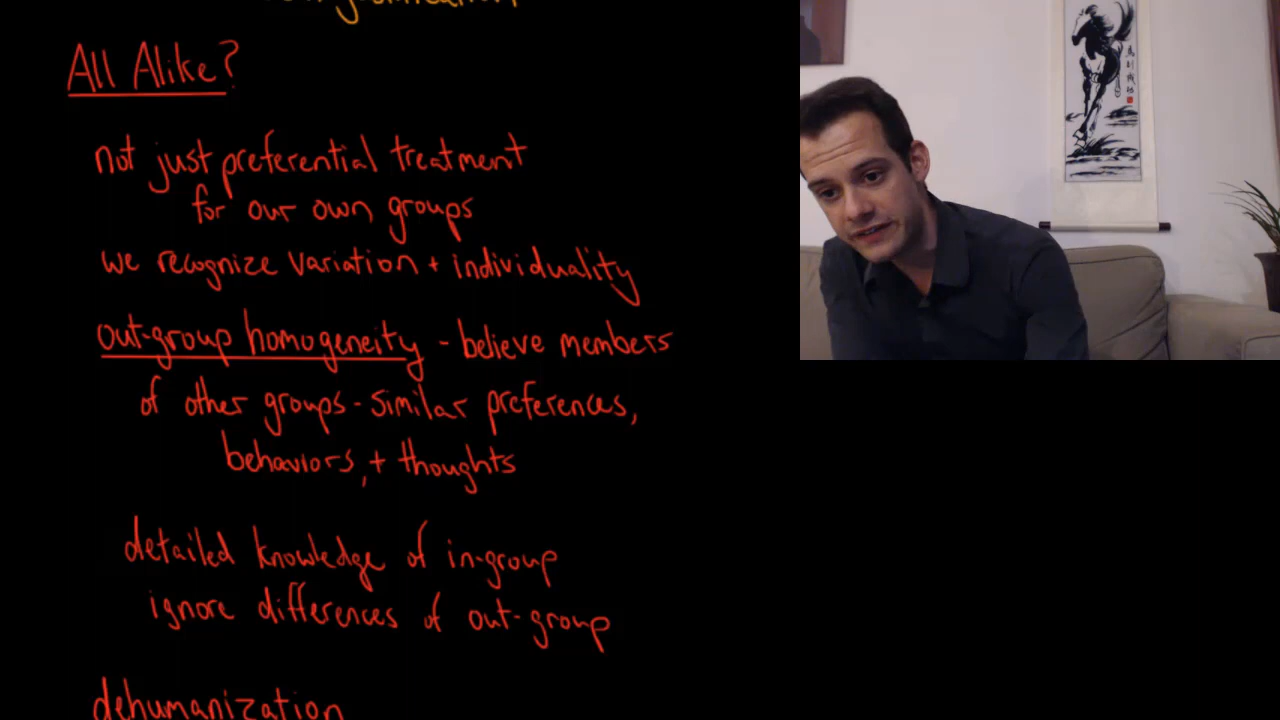 All Alike?
not just preferential treatment
for our own groups
we recognize variation + individuality
out-group homogeneity - believe members
of other groups - similar preferences,
behaviors, + thoughts
detailed knowledge of in-group
ignore differences of out-group
dehumanization